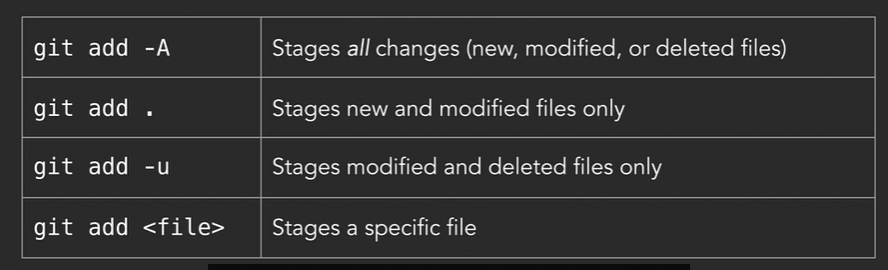 git add -A Stages all changes (new, modified, or deleted files)
git add . Stages new and modified files only
git add -u Stages modified and deleted files only
git add <file> Stages a specific file